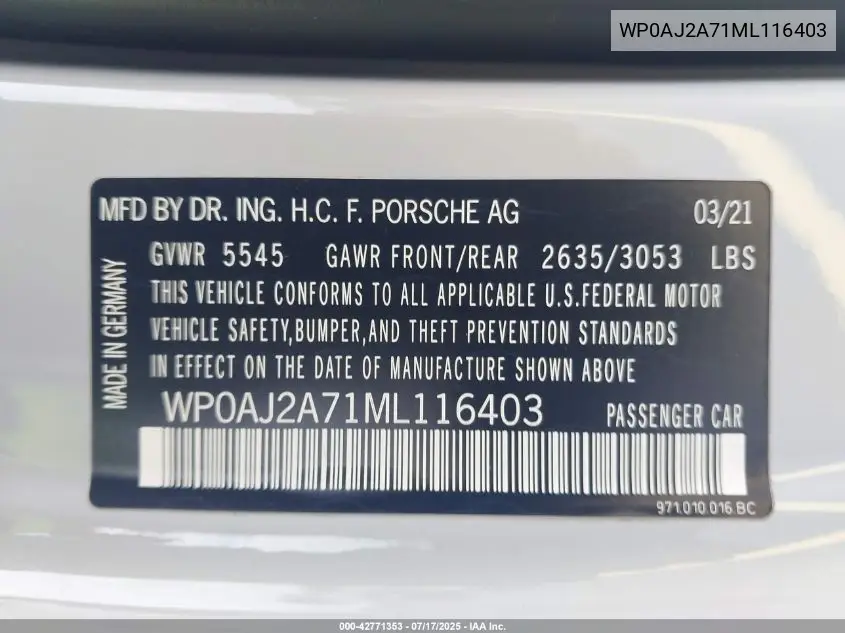 WP0AJ2A71ML116403
MFD BY DR. ING. H.C. F. PORSCHE AG 03/21
GVWR 5545 GAWR FRONT/REAR 2635/3053 LBS
THIS VEHICLE CONFORMS TO ALL APPLICABLE U.S.FEDERAL MOTOR
VEHICLE SAFETY,BUMPER,AND THEFT PREVENTION STANDARDS
IN EFFECT ON THE DATE OF MANUFACTURE SHOWN ABOVE
MADE IN GERMANY
WP0AJ2A71ML116403 PASSENGER CAR
971.010.016 BC
000-42771353 - 07/17/2025 - IAA Inc.